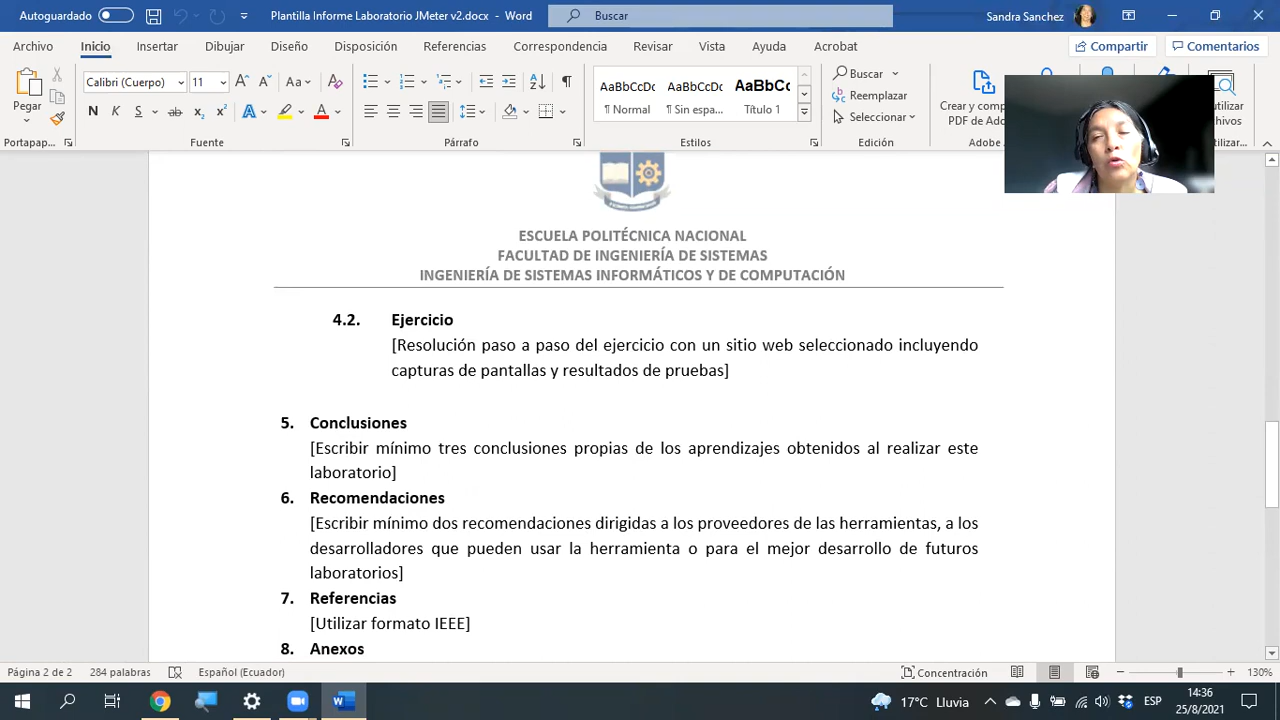 Autoguardado
Plantilla Informe Laboratorio JMeter v2.docx - Word
Buscar
Sandra Sanchez
Archivo Inicio Insertar Dibujar Diseño Disposición Referencias Correspondencia Revisar Vista Ayuda Acrobat
Compartir Comentarios
Pegar
Calibri (Cuerpo) 11
Aa
N K S ab x² x² A A
AaBbCcDc AaBbCcDc AaBbCc
¶ Normal ¶ Sin espa... Título 1
Buscar
Reemplazar
Seleccionar
Crear y comp
PDF de Ado
utilizar
chivos
Portapap... Fuente Párrafo Estilos Edición Adobe
ESCUELA POLITÉCNICA NACIONAL
FACULTAD DE INGENIERÍA DE SISTEMAS
INGENIERÍA DE SISTEMAS INFORMÁTICOS Y DE COMPUTACIÓN
4.2. Ejercicio
[Resolución paso a paso del ejercicio con un sitio web seleccionado incluyendo
capturas de pantallas y resultados de pruebas]
5. Conclusiones
[Escribir mínimo tres conclusiones propias de los aprendizajes obtenidos al realizar este
laboratorio]
6. Recomendaciones
[Escribir mínimo dos recomendaciones dirigidas a los proveedores de las herramientas, a los
desarrolladores que pueden usar la herramienta o para el mejor desarrollo de futuros
laboratorios]
7. Referencias
[Utilizar formato IEEE]
8. Anexos
Página 2 de 2 284 palabras Español (Ecuador)
Concentración 130%
17°C Lluvia ESP
14:36
25/8/2021